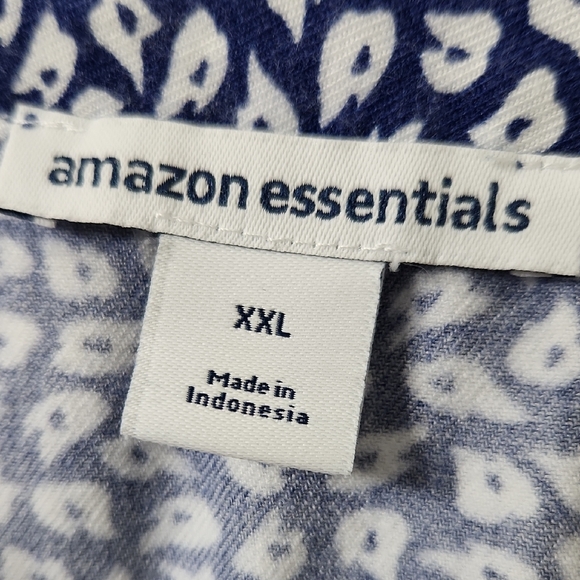 amazon essentials
XXL
Made in
Indonesia